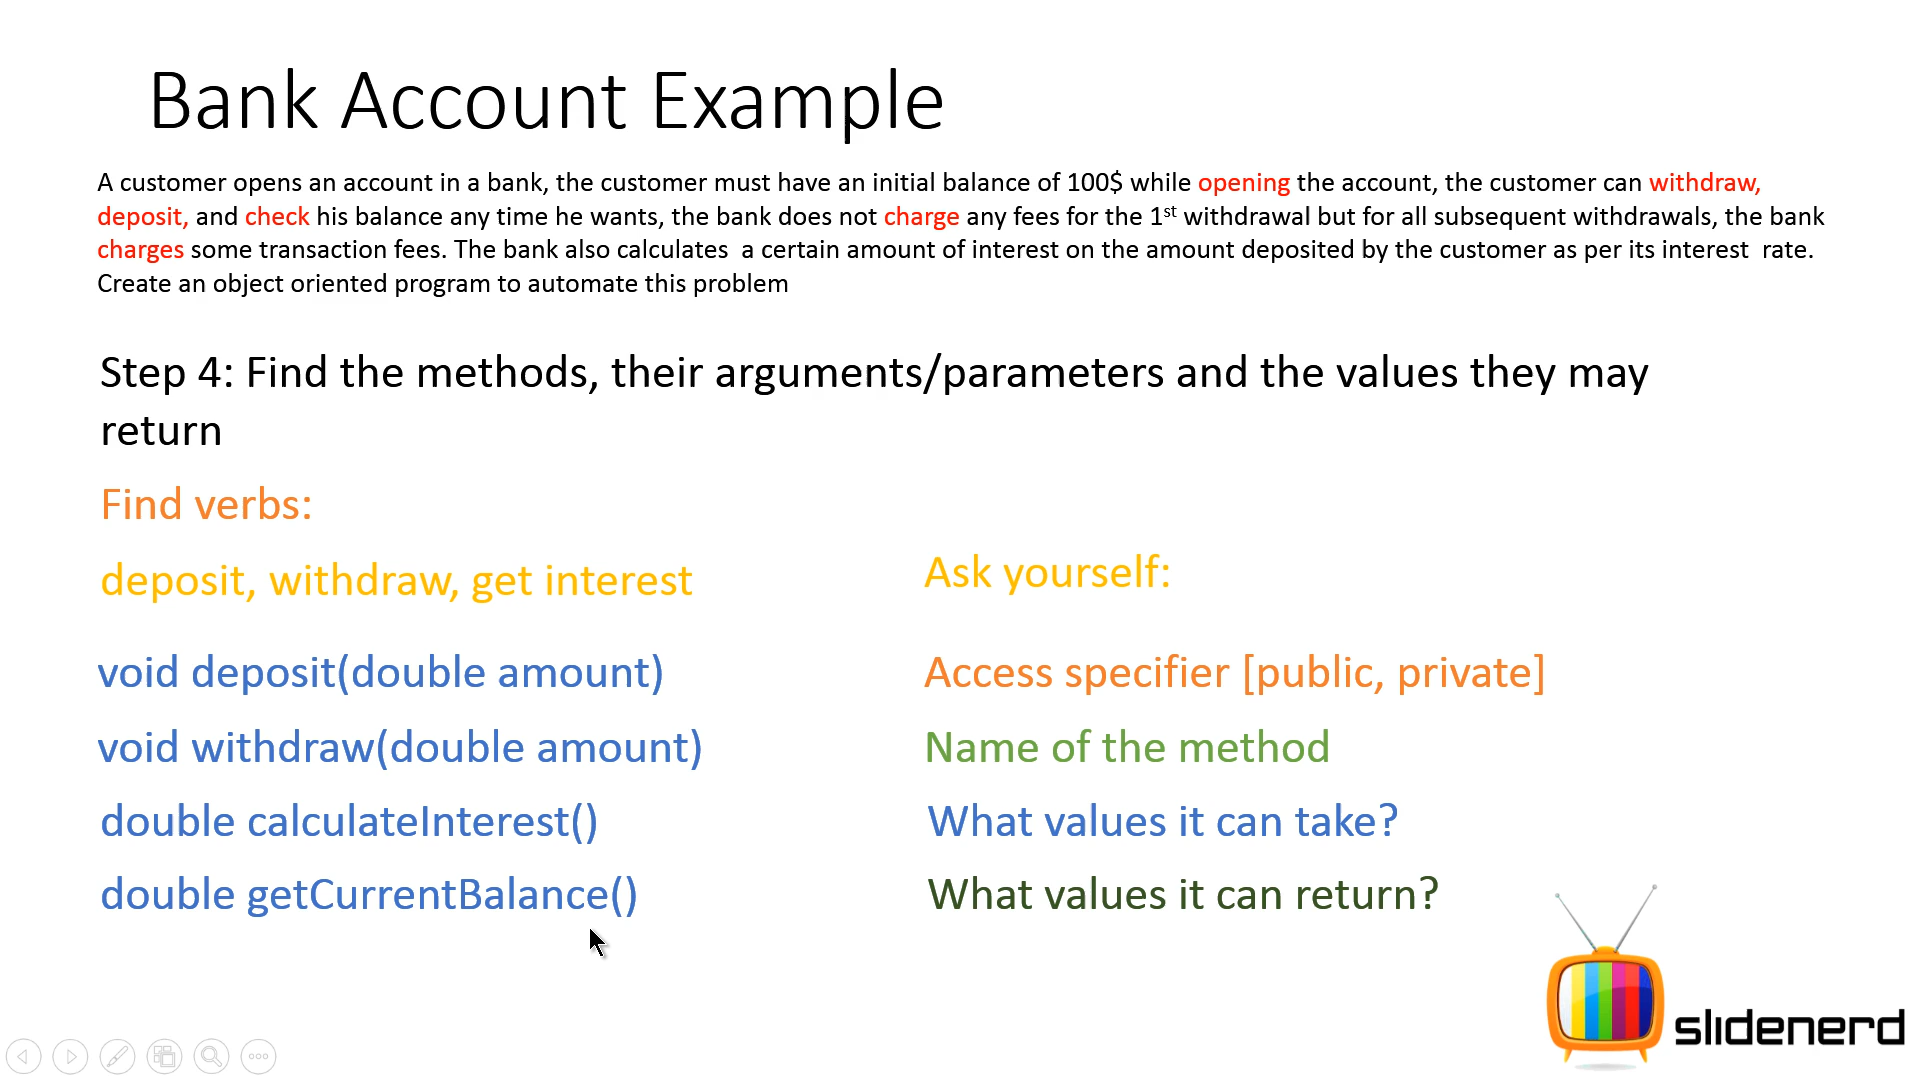 Bank Account Example
A customer opens an account in a bank, the customer must have an initial balance of 100$ while opening the account, the customer can withdraw,
deposit, and check his balance any time he wants, the bank does not charge any fees for the 1st withdrawal but for all subsequent withdrawals, the bank
charges some transaction fees. The bank also calculates  a certain amount of interest on the amount deposited by the customer as per its interest  rate.
Create an object oriented program to automate this problem
Step 4: Find the methods, their arguments/parameters and the values they may
return
Find verbs:
deposit, withdraw, get interest
void deposit(double amount)
void withdraw(double amount)
double calculateInterest()
double getCurrentBalance()
Ask yourself:
Access specifier [public, private]
Name of the method
What values it can take?
What values it can return?
slidenerd